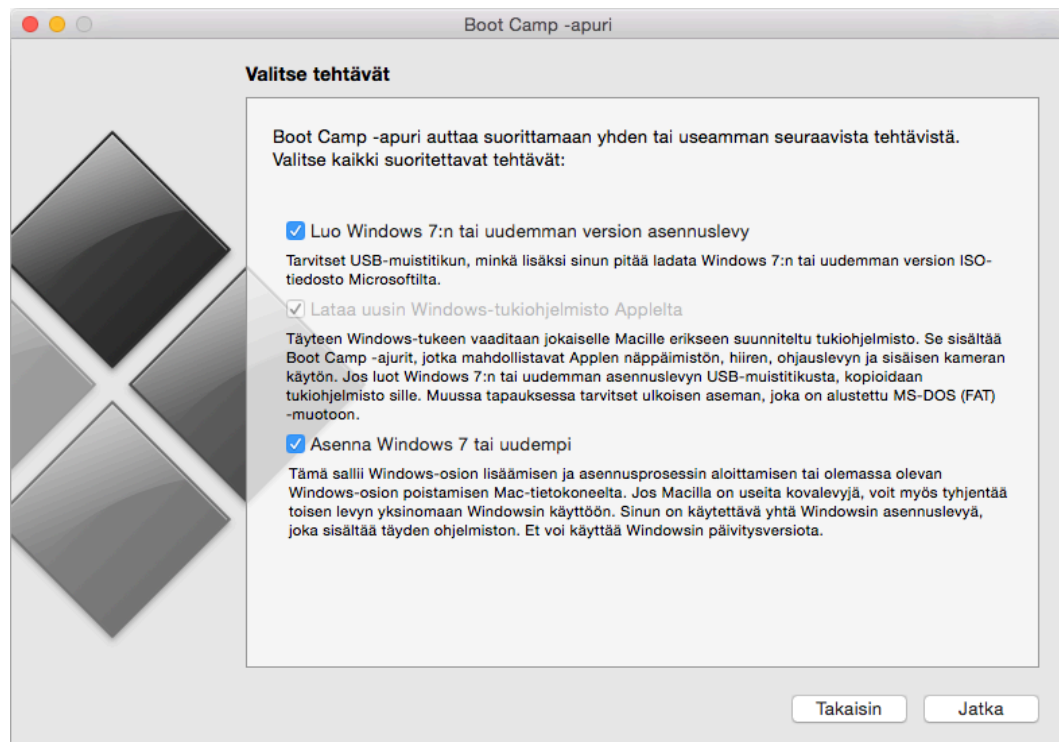 Boot Camp -apuri
Valitse tehtävät
Boot Camp -apuri auttaa suorittamaan yhden tai useamman seuraavista tehtävistä.
Valitse kaikki suoritettavat tehtävät:
Luo Windows 7:n tai uudemman version asennuslevy
Tarvitset USB-muistitikun, minkä lisäksi sinun pitää ladata Windows 7:n tai uudemman version ISO-
tiedosto Microsoftilta.
Lataa uusin Windows-tukiohjelmisto Applelta
Täyteen Windows-tukeen vaaditaan jokaiselle Macille erikseen suunniteltu tukiohjelmisto. Se sisältää
Boot Camp -ajurit, jotka mahdollistavat Applen näppäimistön, hiiren, ohjauslevyn ja sisäisen kameran
käytön. Jos luot Windows 7:n tai uudemman asennuslevyn USB-muistitikusta, kopioidaan
tukiohjelmisto sille. Muussa tapauksessa tarvitset ulkoisen aseman, joka on alustettu MS-DOS (FAT)
-muotoon.
Asenna Windows 7 tai uudempi
Tämä sallii Windows-osion lisäämisen ja asennusprosessin aloittamisen tai olemassa olevan
Windows-osion poistamisen Mac-tietokoneelta. Jos Macilla on useita kovalevyjä, voit myös tyhjentää
toisen levyn yksinomaan Windowsin käyttöön. Sinun on käytettävä yhtä Windowsin asennuslevyä,
joka sisältää täyden ohjelmiston. Et voi käyttää Windowsin päivitysversiota.
Takaisin
Jatka